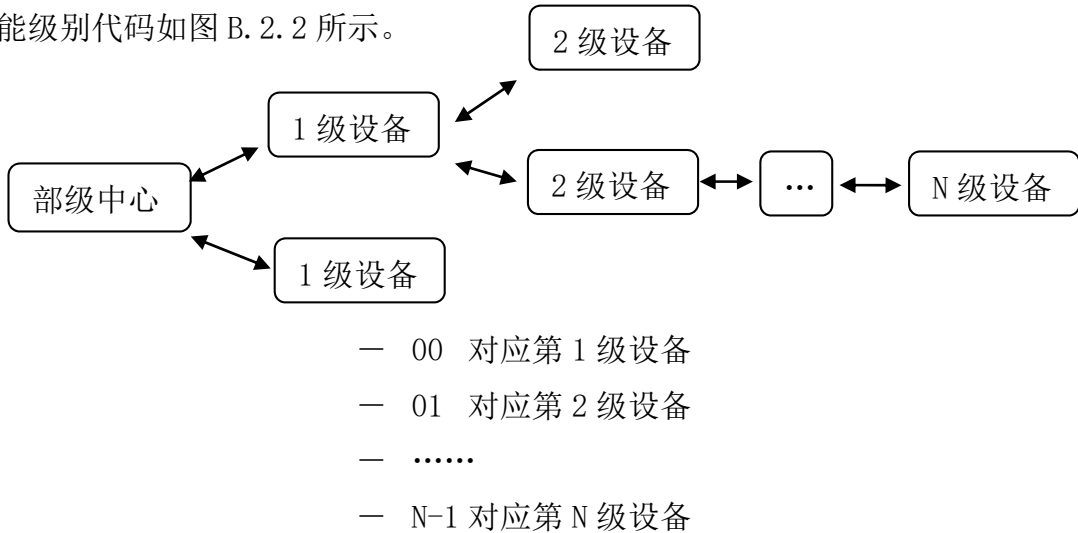 能级别代码如图 B.2.2 所示。
2 级设备
1 级设备
部级中心
2 级设备
…
N 级设备
1 级设备
— 00 对应第 1 级设备
— 01 对应第 2 级设备
— ……
— N-1 对应第 N 级设备